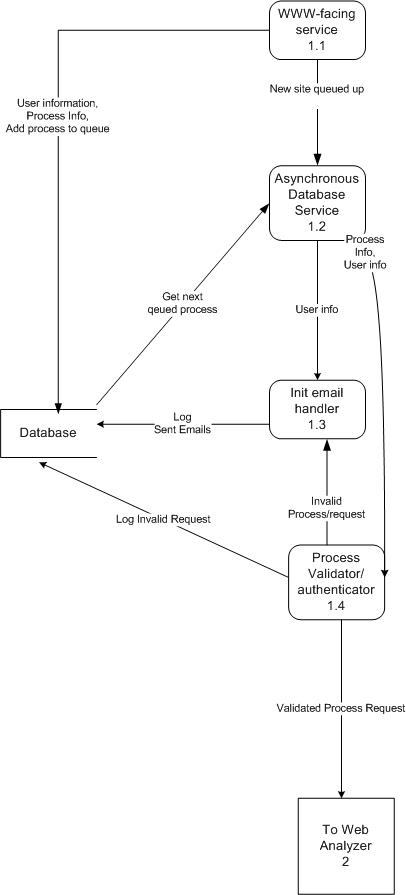 WWW-facing
service
1.1
User information,
Process Info,
Add process to queue
New site queued up
Asynchronous
Database
Service
1.2
Process
Info,
User info
Get next
qeued process
User info
Init email
handler
1.3
Log
Sent Emails
Database
Log Invalid Request
Invalid
Process/request
Process
Validator/
authenticator
1.4
Validated Process Request
To Web
Analyzer
2